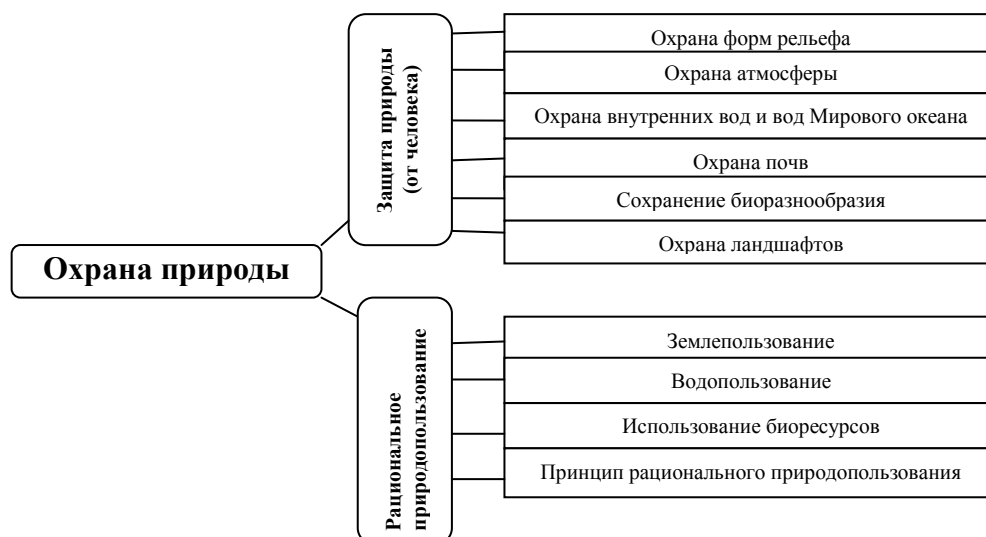 Охрана природы
Защита природы
(от человека)
Охрана форм рельефа
Охрана атмосферы
Охрана внутренних вод и вод Мирового океана
Охрана почв
Сохранение биоразнообразия
Охрана ландшафтов
Рациональное
природопользование
Землепользование
Водопользование
Использование биоресурсов
Принцип рационального природопользования